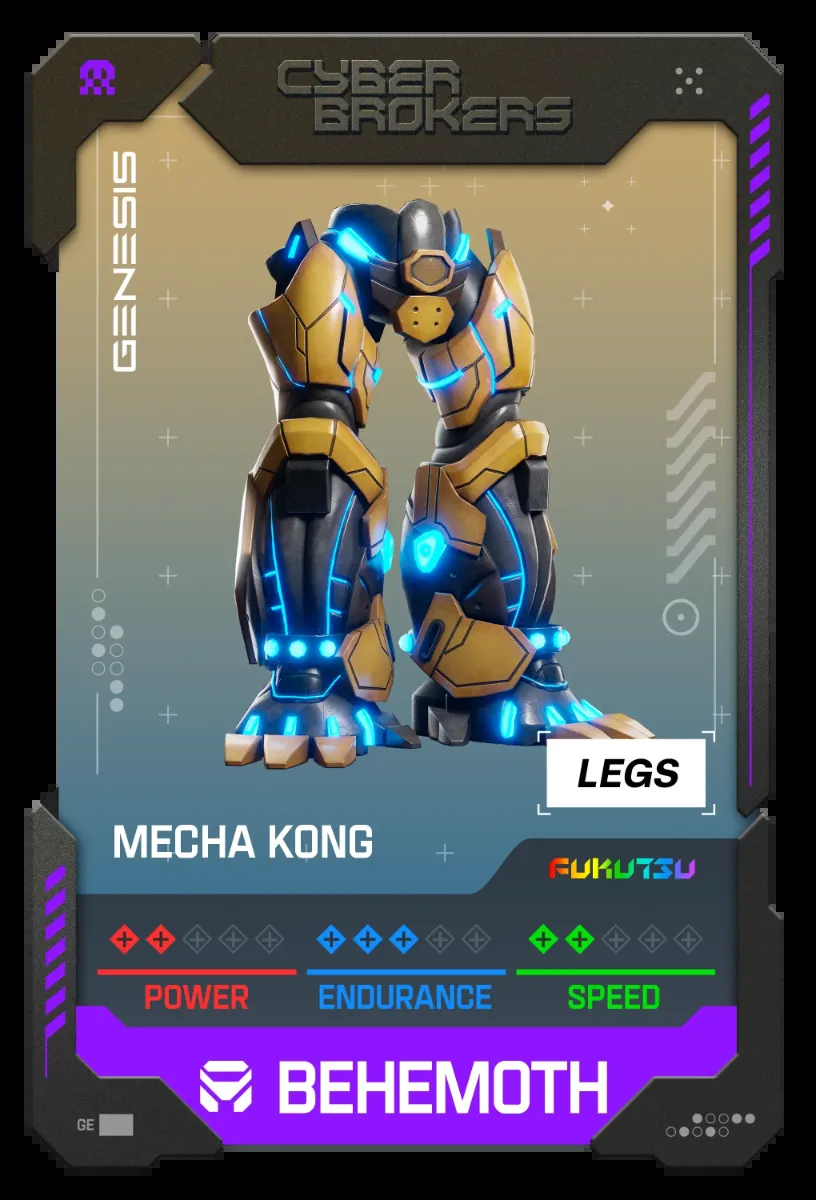 CYBER
BROKERS
GENESIS
LEGS
MECHA KONG
FUKUTSU
POWER
ENDURANCE
SPEED
BEHEMOTH
GE